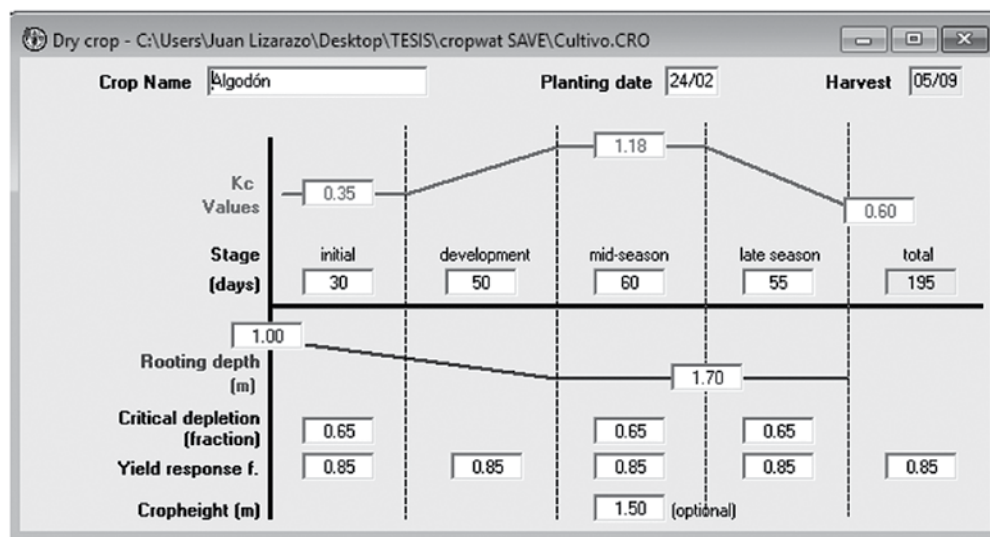 Dry crop - C:\Users\Juan Lizarazo\Desktop\TESIS\cropwat SAVE\Cultivo.CRO
Crop Name Algodón Planting date 24/02 Harvest 05/09
1.18
Kc 0.35
Values 0.60
Stage initial development mid-season late season total
(days) 30 50 60 55 195
1.00
Rooting depth 1.70
(m)
Critical depletion
(fraction) 0.65 0.65 0.65
Yield response f. 0.85 0.85 0.85 0.85 0.85
Cropheight (m) 1.50 (optional)